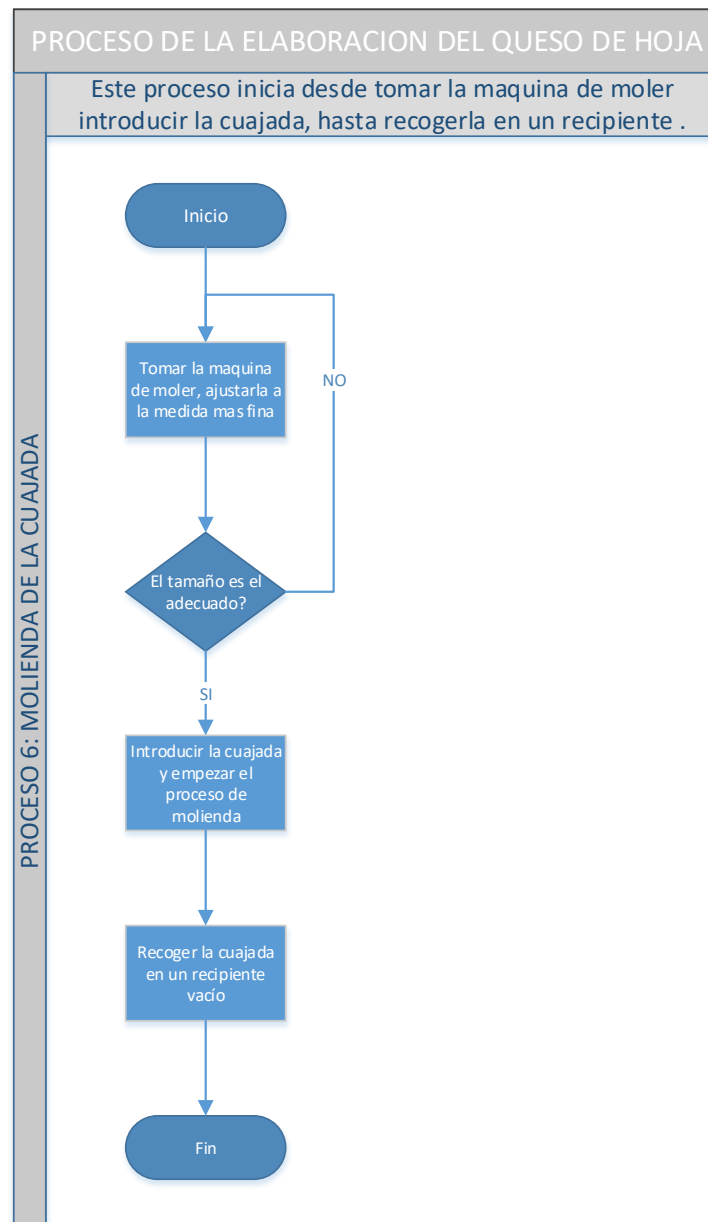 PROCESO DE LA ELABORACION DEL QUESO DE HOJA
Este proceso inicia desde tomar la maquina de moler
introducir la cuajada, hasta recogerla en un recipiente .
PROCESO 6: MOLIENDA DE LA CUAJADA
Inicio
Tomar la maquina
de moler, ajustarla a
la medida mas fina
NO
El tamaño es el
adecuado?
SI
Introducir la cuajada
y empezar el
proceso de
molienda
Recoger la cuajada
en un recipiente
vacío
Fin